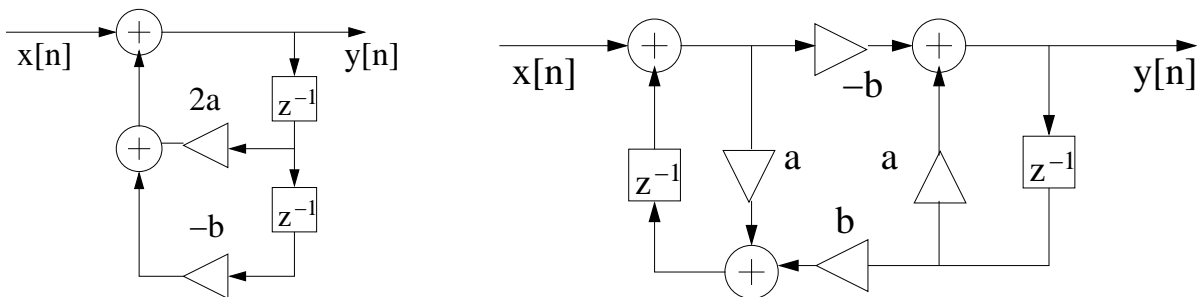 x[n]
y[n]
+
z⁻¹
2a
+
z⁻¹
−b
x[n]
+
−b
+
y[n]
z⁻¹
a
a
z⁻¹
b
+